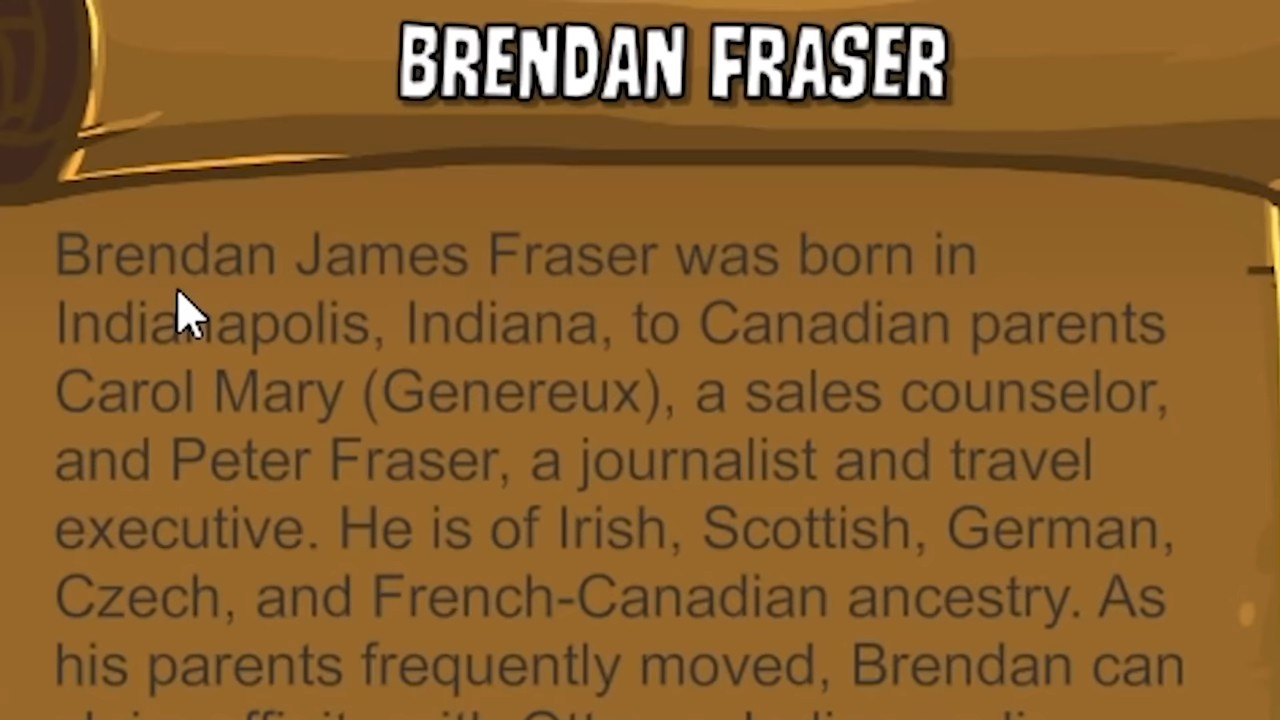 BRENDAN FRASER
Brendan James Fraser was born in
Indianapolis, Indiana, to Canadian parents
Carol Mary (Genereux), a sales counselor,
and Peter Fraser, a journalist and travel
executive. He is of Irish, Scottish, German,
Czech, and French-Canadian ancestry. As
his parents frequently moved, Brendan can